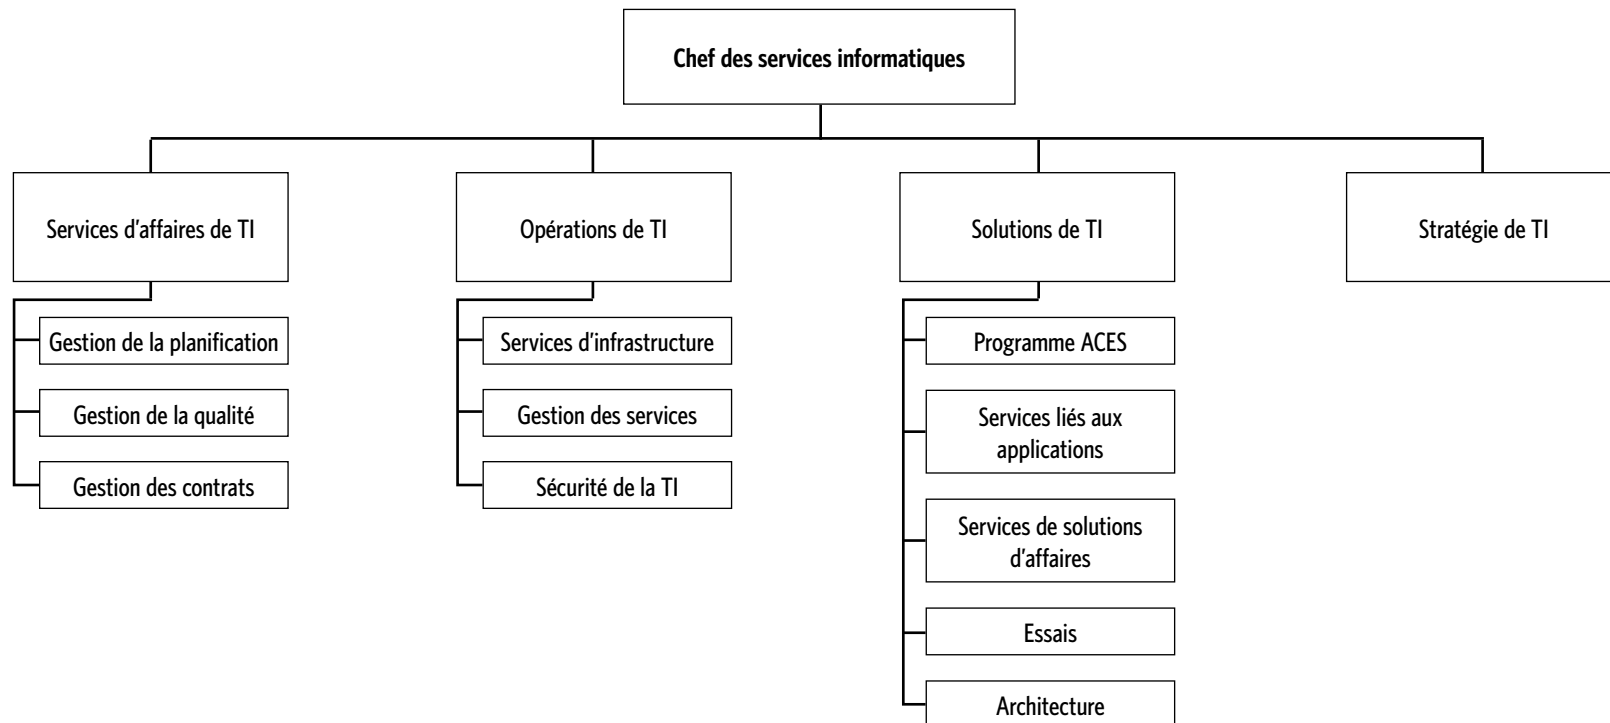 Chef des services informatiques
Services d'affaires de TI
Opérations de TI
Solutions de TI
Stratégie de TI
Gestion de la planification
Gestion de la qualité
Gestion des contrats
Services d'infrastructure
Gestion des services
Sécurité de la TI
Programme ACES
Services liés aux
applications
Services de solutions
d'affaires
Essais
Architecture